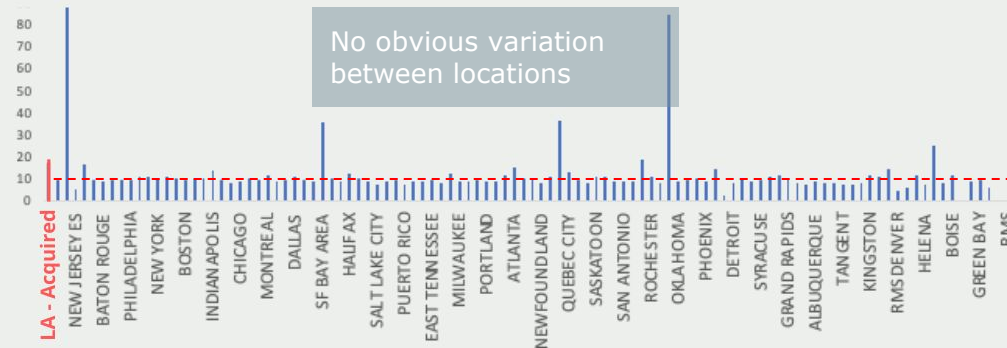 No obvious variation
between locations
80
70
60
50
40
30
20
10
0
LA - Acquired
NEW JERSEY ES
BATON ROUGE
PHILADELPHIA
NEW YORK
BOSTON
INDIANAPOLIS
CHICAGO
MONTREAL
DALLAS
SF BAY AREA
HALIFAX
SALT LAKE CITY
PUERTO RICO
EAST TENNESSEE
MILWAUKEE
PORTLAND
ATLANTA
NEWFOUNDLAND
QUEBEC CITY
SASKATOON
SAN ANTONIO
ROCHESTER
OKLAHOMA
PHOENIX
DETROIT
SYRACUSE
GRAND RAPIDS
ALBUQUERQUE
TANGENT
KINGSTON
RMS DENVER
HELENA
BOISE
GREEN BAY